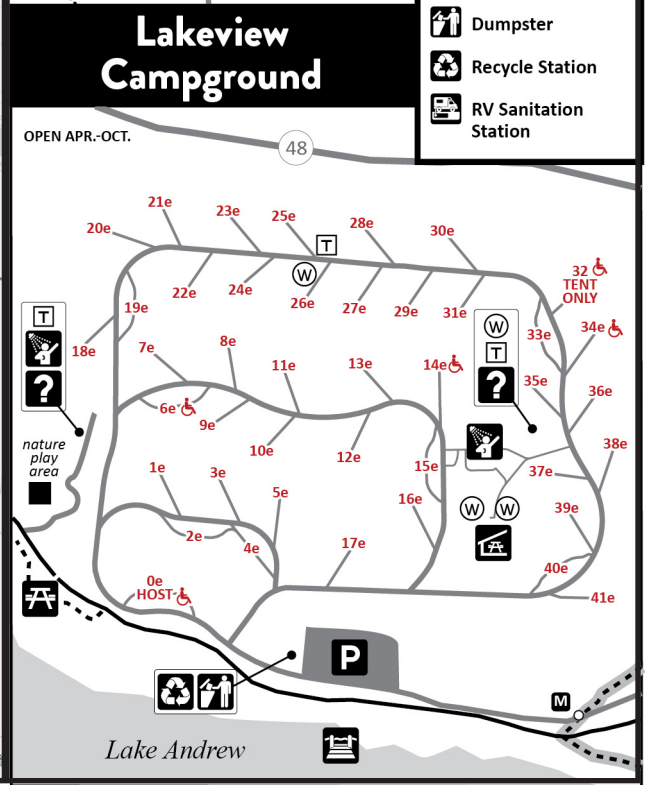 Lakeview
Campground
Dumpster
Recycle Station
RV Sanitation
Station
OPEN APR.-OCT.
48
21e
23e
25e
28e
30e
20e
T
W
32
TENT
ONLY
22e
24e
26e
27e
29e
31e
19e
33e
34e
T
?
18e
W
T
?
7e
8e
11e
13e
14e
35e
36e
6e
9e
10e
12e
nature
play
area
38e
1e
3e
5e
15e
37e
16e
W
W
39e
2e
4e
17e
0e
HOST
40e
41e
P
M
Lake Andrew